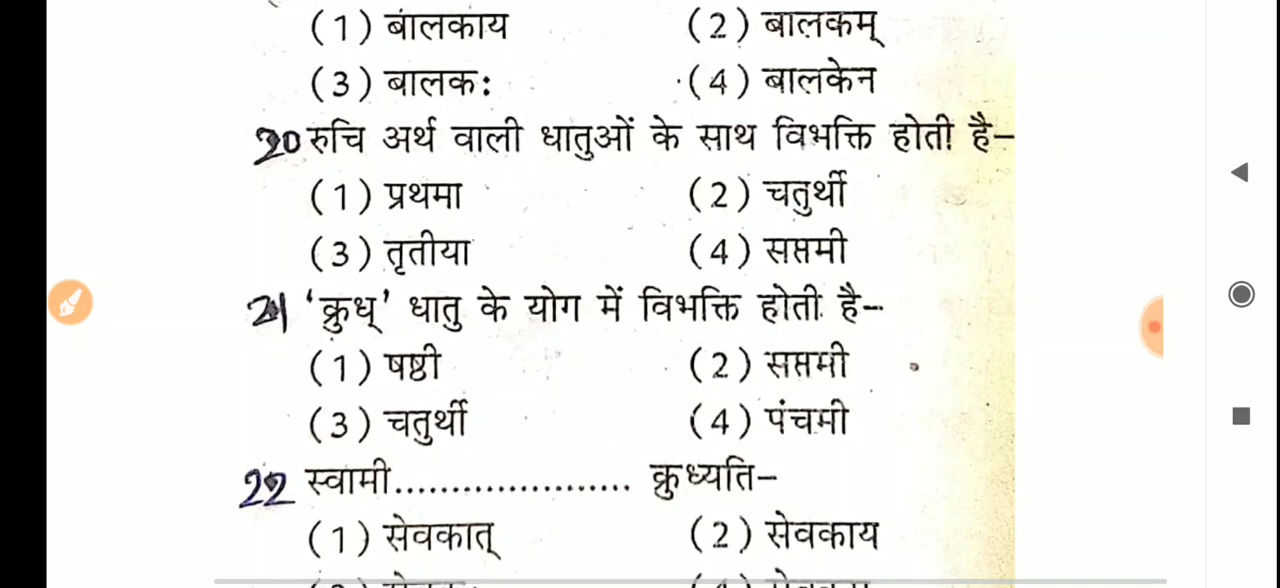 (1) बालकाय (2) बालकम्
(3) बालकः (4) बालकेन
20 रुचि अर्थ वाली धातुओं के साथ विभक्ति होती है–
(1) प्रथमा (2) चतुर्थी
(3) तृतीया (4) सप्तमी
21 'क्रुध्' धातु के योग में विभक्ति होती है–
(1) षष्ठी (2) सप्तमी
(3) चतुर्थी (4) पंचमी
22 स्वामी..................... क्रुध्यति–
(1) सेवकात् (2) सेवकाय